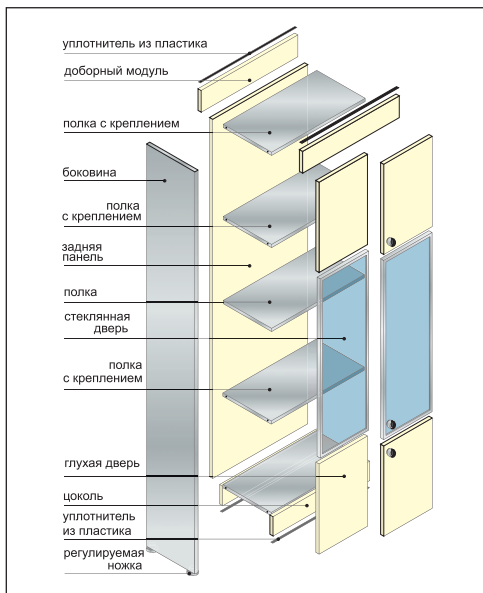 уплотнитель из пластика
доборный модуль
полка с креплением
боковина
полка
с креплением
задняя
панель
полка
стеклянная
дверь
полка
с креплением
глухая дверь
цоколь
уплотнитель
из пластика
регулируемая
ножка